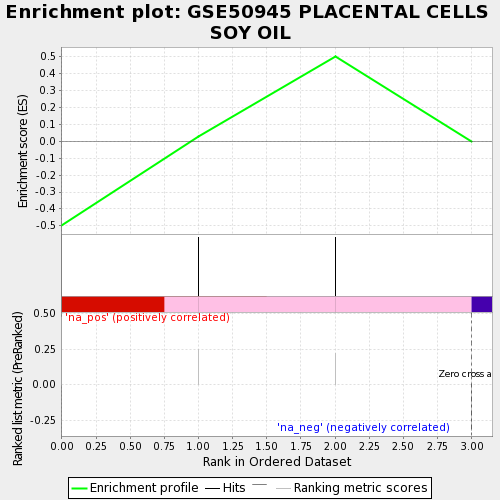 Enrichment plot: GSE50945 PLACENTAL CELLS
SOY OIL
Enrichment score (ES)
0.5
0.4
0.3
0.2
0.1
0.0
-0.1
-0.2
-0.3
-0.4
-0.5
Ranked list metric (PreRanked)
0.50
0.25
0.00
-0.25
'na_pos' (positively correlated)
Zero cross a
'na_neg' (negatively correlated)
0.00 0.25 0.50 0.75 1.00 1.25 1.50 1.75 2.00 2.25 2.50 2.75 3.00
Rank in Ordered Dataset
Enrichment profile Hits Ranking metric scores